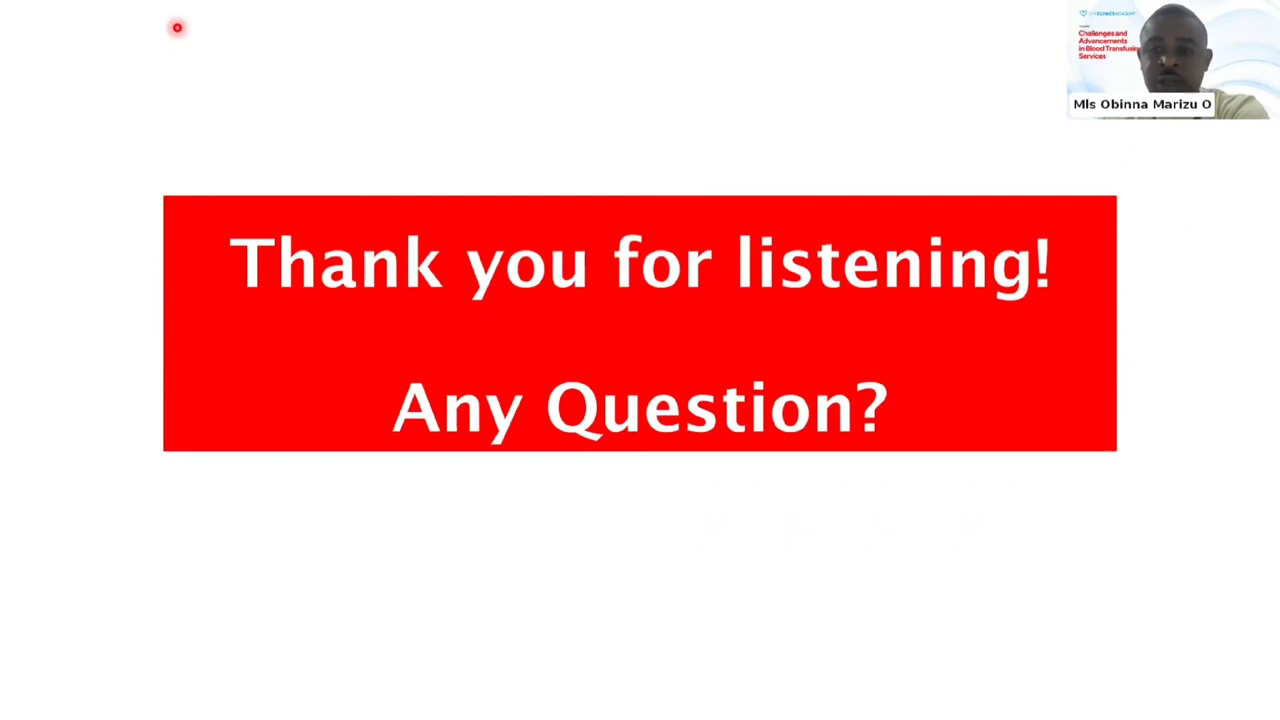 Challenges and
Advancements
in Blood Transfusion
Services
Mls Obinna Marizu O
Thank you for listening!
Any Question?